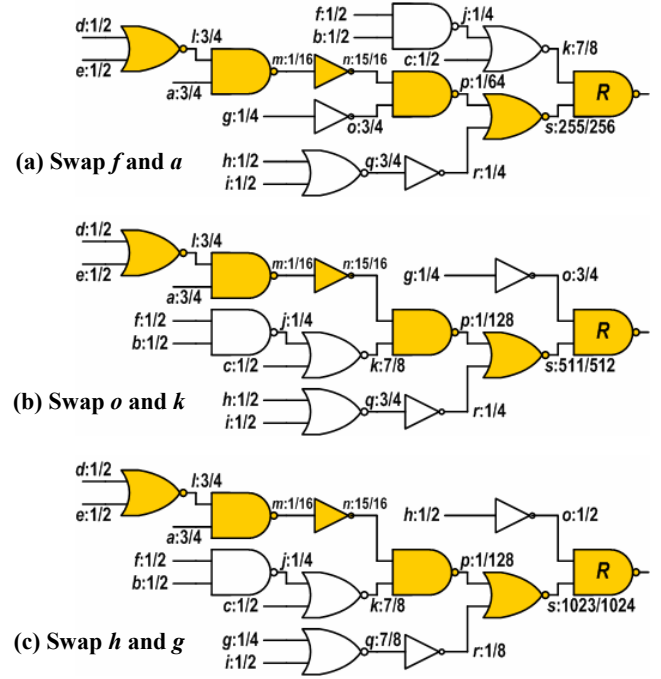 f:1/2
b:1/2
j:1/4
d:1/2
e:1/2
l:3/4
a:3/4
m:1/16
n:15/16
c:1/2
k:7/8
g:1/4
o:3/4
p:1/64
R
s:255/256
h:1/2
i:1/2
q:3/4
r:1/4
(a) Swap f and a
d:1/2
e:1/2
l:3/4
a:3/4
m:1/16
n:15/16
g:1/4
o:3/4
f:1/2
b:1/2
j:1/4
c:1/2
k:7/8
p:1/128
R
s:511/512
h:1/2
i:1/2
q:3/4
r:1/4
(b) Swap o and k
d:1/2
e:1/2
l:3/4
a:3/4
m:1/16
n:15/16
h:1/2
o:1/2
f:1/2
b:1/2
j:1/4
c:1/2
k:7/8
p:1/128
R
s:1023/1024
g:1/4
i:1/2
q:7/8
r:1/8
(c) Swap h and g